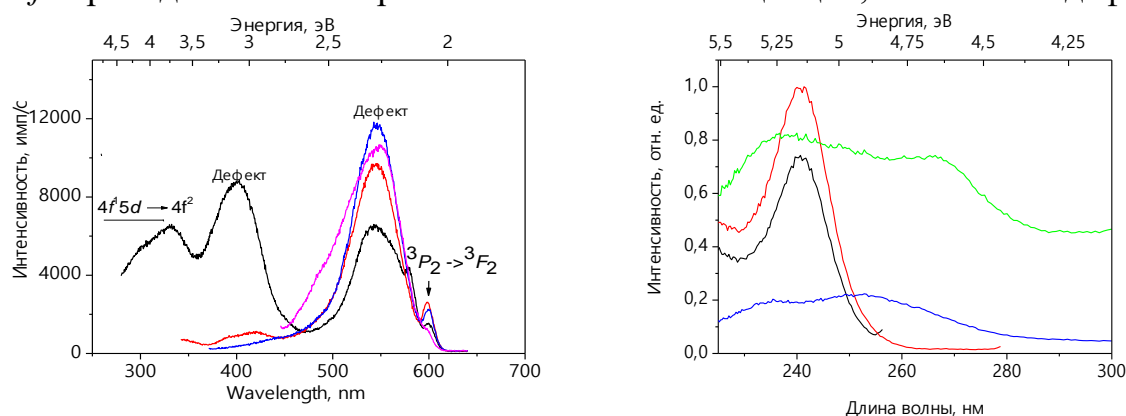 Энергия, эВ
4,5 4 3,5 3 2,5 2
Интенсивность, имп/с
12000
8000
4000
0
Дефект
Дефект
4f¹5d → 4f²
³P₂ -> ³F₂
300 400 500 600 700
Wavelength, nm
Энергия, эВ
5,5 5,25 5 4,75 4,5 4,25
Интенсивность, отн. ед.
1,0
0,8
0,6
0,4
0,2
0,0
240 260 280 300
Длина волны, нм